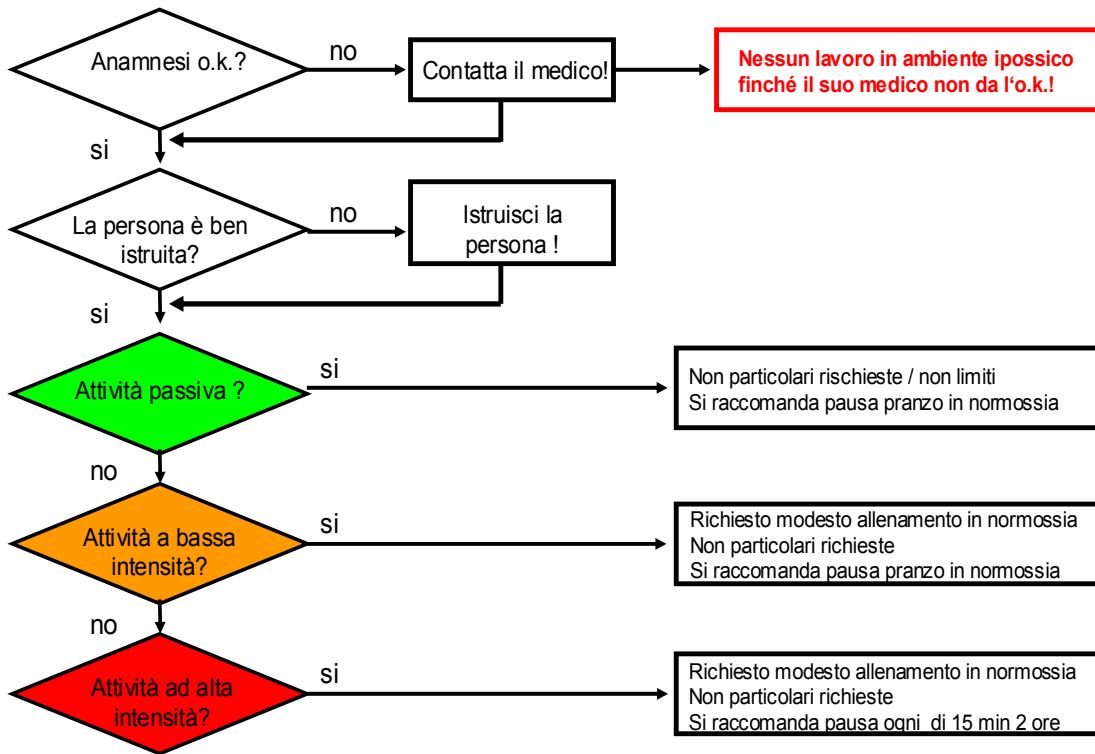 Anamnesi o.k.?
no
Contatta il medico!
Nessun lavoro in ambiente ipossico
finché il suo medico non da l‘o.k.!
si
La persona è ben
istruita?
no
Istruisci la
persona !
si
Attività passiva ?
si
Non particolari rischieste / non limiti
Si raccomanda pausa pranzo in normossia
no
Attività a bassa
intensità?
si
Richiesto modesto allenamento in normossia
Non particolari richieste
Si raccomanda pausa pranzo in normossia
no
Attività ad alta
intensità?
si
Richiesto modesto allenamento in normossia
Non particolari richieste
Si raccomanda pausa ogni di 15 min 2 ore